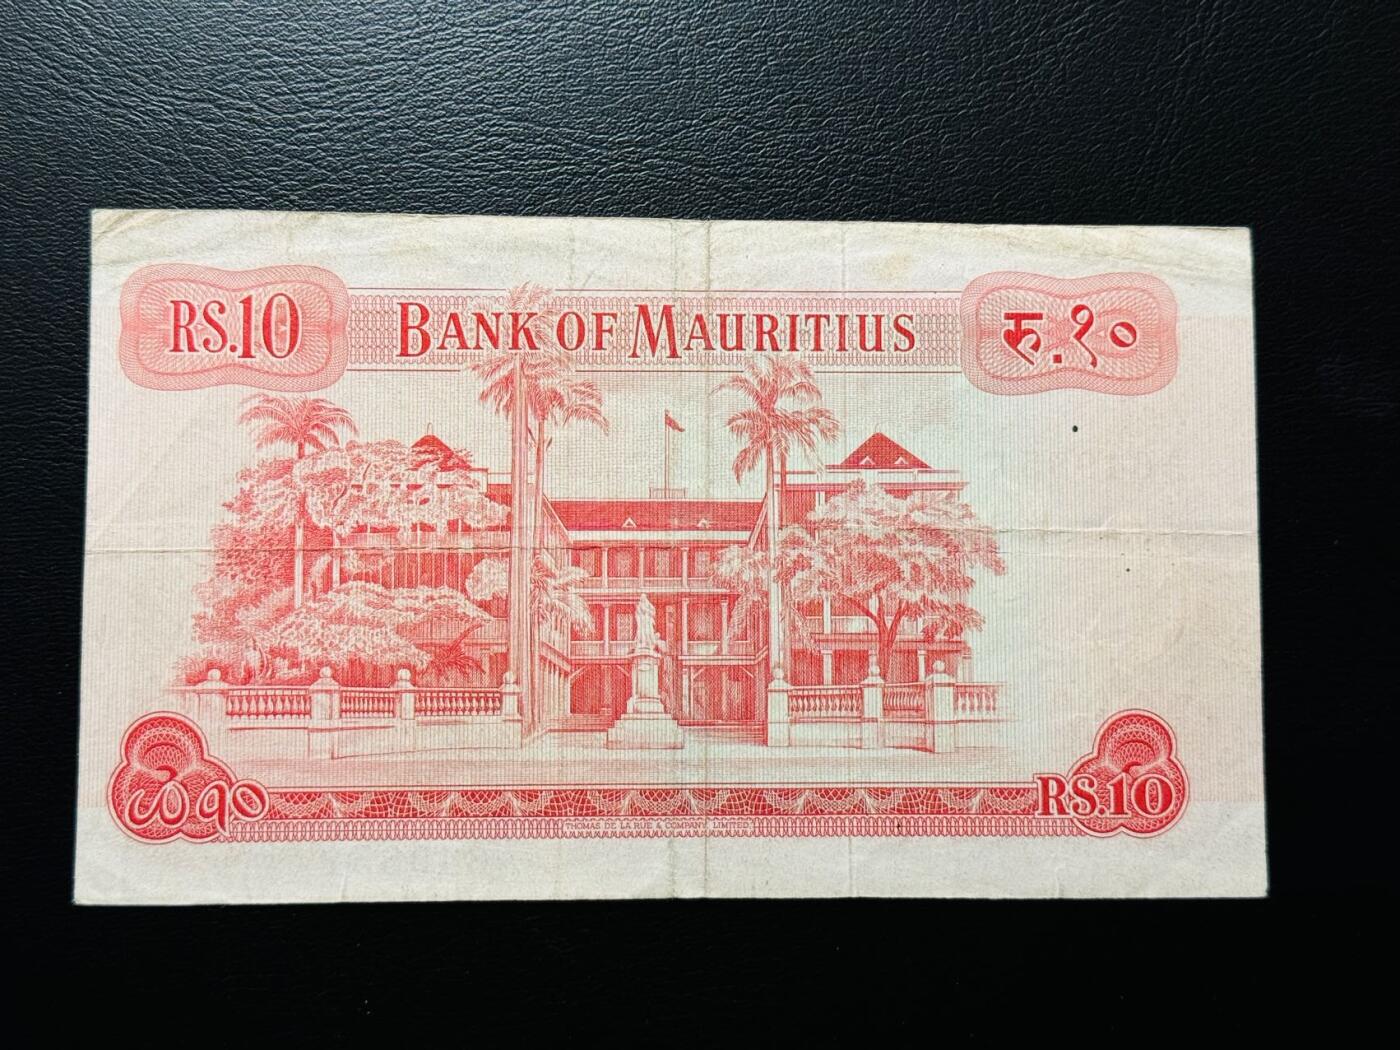 RS.10
BANK OF MAURITIUS
रु.१०
RS.10
THOMAS DE LA RUE & COMPANY, LIMITED.